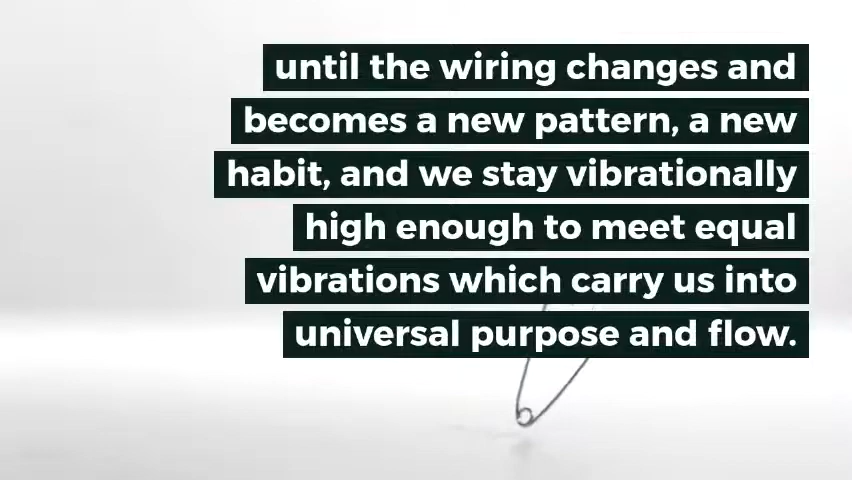 until the wiring changes and
becomes a new pattern, a new
habit, and we stay vibrationally
high enough to meet equal
vibrations which carry us into
universal purpose and flow.